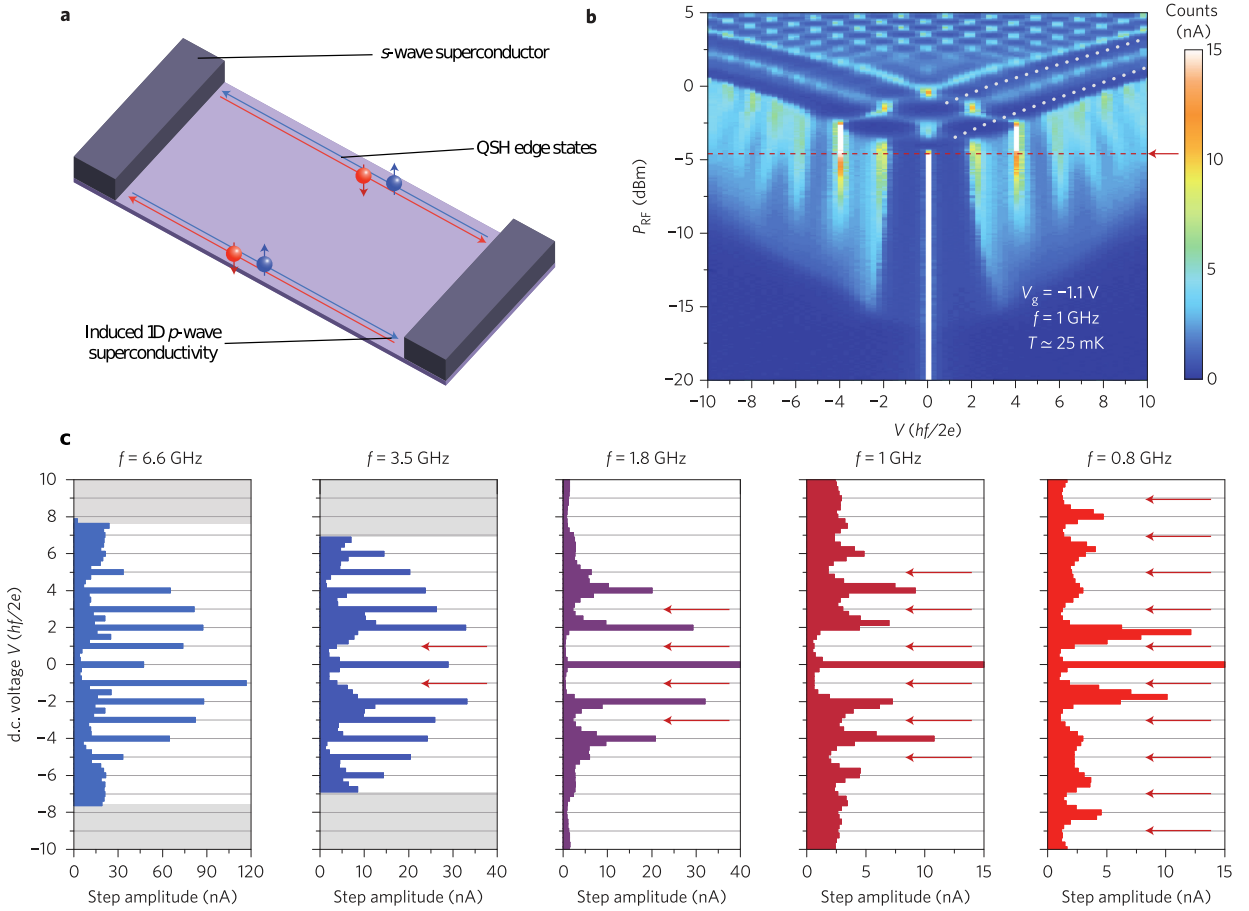 a
s-wave superconductor
QSH edge states
Induced 1D p-wave
superconductivity
b
Counts
(nA)
5
0
−5
−10
−15
−20
P_RF (dBm)
V_g = −1.1 V
f = 1 GHz
T ≃ 25 mK
−10 −8 −6 −4 −2 0 2 4 6 8 10
V (hf/2e)
15
10
5
0
c
d.c. voltage V (hf/2e)
10
8
6
4
2
0
−2
−4
−6
−8
−10
f = 6.6 GHz
0 30 60 90 120
Step amplitude (nA)
f = 3.5 GHz
0 10 20 30 40
Step amplitude (nA)
f = 1.8 GHz
0 10 20 30 40
Step amplitude (nA)
f = 1 GHz
0 5 10 15
Step amplitude (nA)
f = 0.8 GHz
0 5 10 15
Step amplitude (nA)